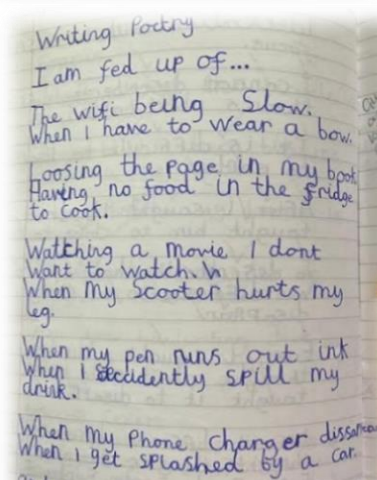 Writing Poetry
I am fed up of...
The wifi being Slow.
When I have to wear a bow.
Loosing the page in my book
Having no food in the fridge
to cook.
Watching a movie I dont
want to watch.
When my scooter hurts my
leg.
When my pen runs out ink
When I accidently spill my
drink.
When my Phone charger
When I get splashed by a car.